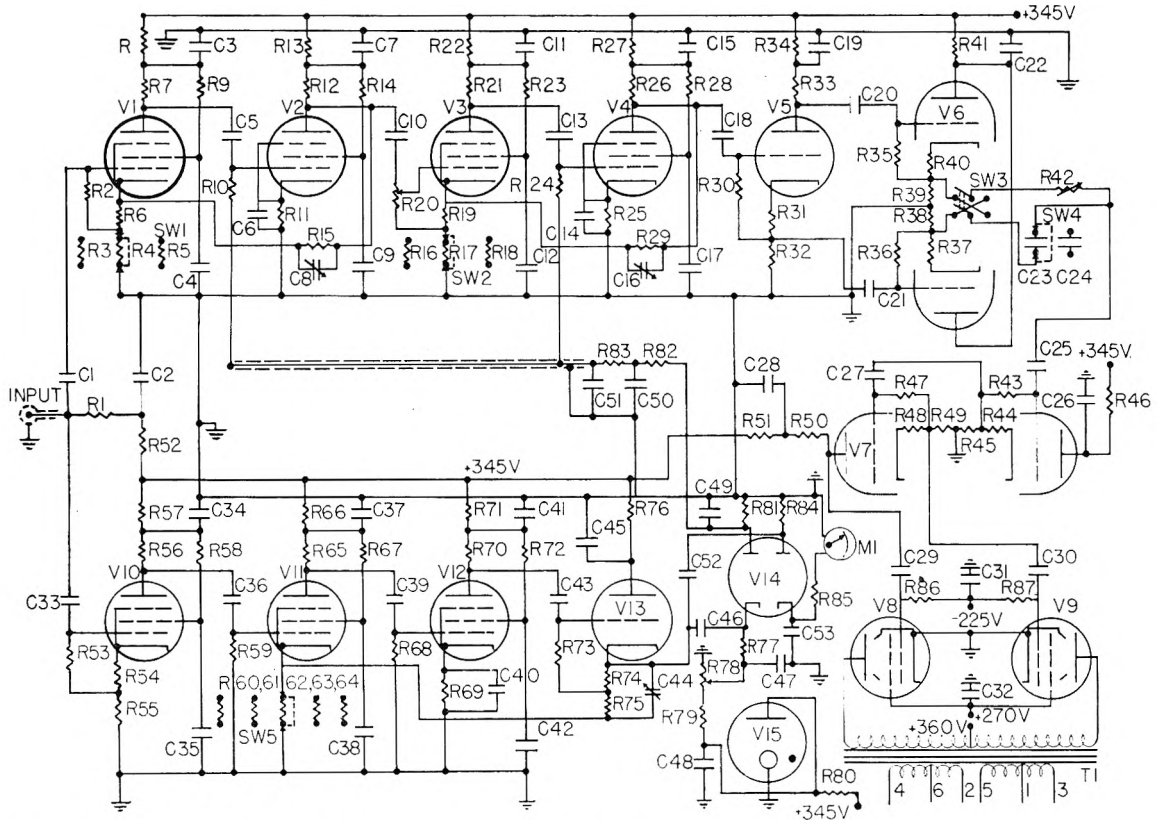 +345V
R R13 R22 R27 R34 R41
C3 C7 C11 C15 C19 C22
R7 R9 R12 R14 R21 R23 R26 R28 R33
V1 V2 V3 V4 V5 C20 V6
C5 C10 C13 C18
R35 R40 SW3 R42
R2 R10 R20 R24 R30 R39
R6 SW1 C6 R11 R19 C14 R25 R31 R38 SW4
R3 R4 R5 R15 R16 R17 R18 R29 R32 R36 R37
C4 C8 C9 SW2 C12 C16 C17 C21 C23 C24
C1 C2 R83 R82 C28 C27 C25 +345V
INPUT R1 C51 C50 R47 R43 C26 R46
R52 R51 R50 R48 R49 R44
V7 R45
+345V
R57 C34 R66 C37 R71 C41 C45 R76 C49 R81 R84 M1
R56 R58 R65 R67 R70 R72 C52 C29 C30
V10 V11 V12 V13 V14 R85 R86 C31 R87
C33 C36 C39 C43 C46 V8 -225V V9
R53 R59 R68 R73 R77 C53
R54 R60,61,62,63,64 R69 C40 R74 C44 R78 C47 C32
R55 SW5 R75 R79 +270V
C35 C38 C42 V15 +360V
C48 R80 T1
4 6 2 5 1 3
+345V